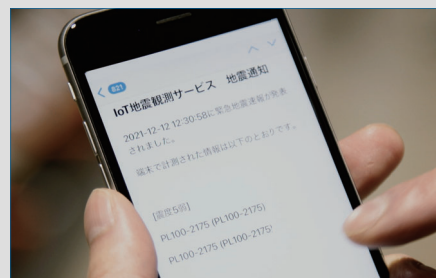 821
IoT地震観測サービス 地震通知
2021-12-12 12:30:58に緊急地震速報が発表
されました。
端末で計測された情報は以下のとおりです。
[震度5弱]
PL100-2175 (PL100-2175)
PL100-2175 (PL100-2175)